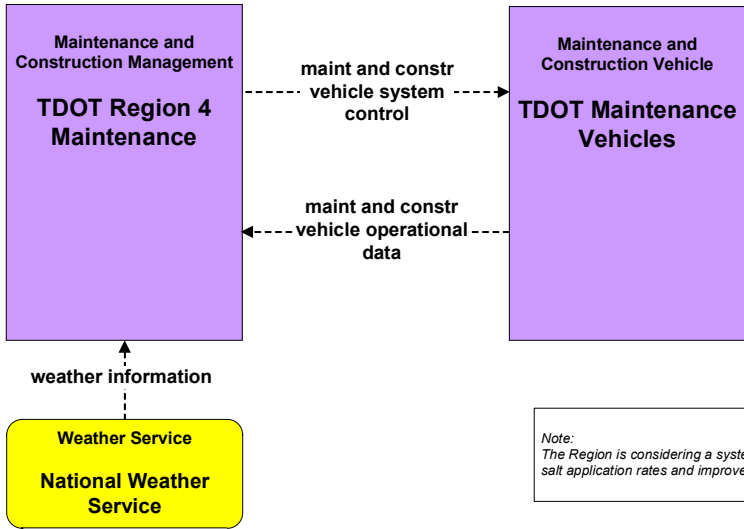 Maintenance and
Construction Management
TDOT Region 4
Maintenance
maint and constr
vehicle system
control
Maintenance and
Construction Vehicle
TDOT Maintenance
Vehicles
maint and constr
vehicle operational
data
weather information
Weather Service
National Weather
Service
Note:
The Region is considering a syste
salt application rates and improve